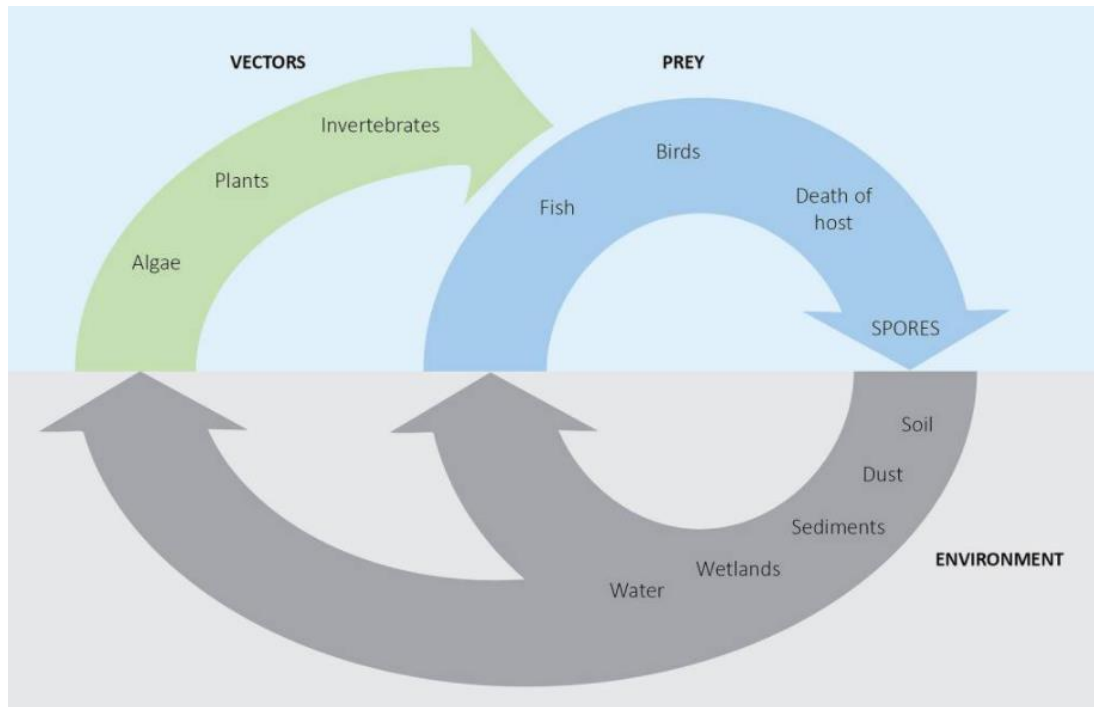 VECTORS
PREY
Invertebrates
Plants
Algae
Birds
Fish
Death of
host
SPORES
Soil
Dust
Sediments
Wetlands
Water
ENVIRONMENT